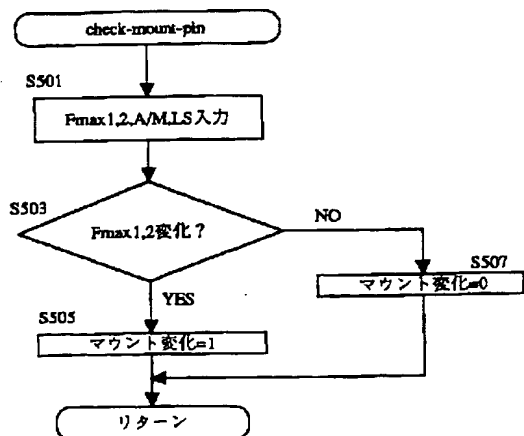 check-mount-pin
S501
Fmax1,2,A/M,LS入力
S503
Fmax1,2変化？
NO
S507
マウント変化=0
YES
S505
マウント変化=1
リターン